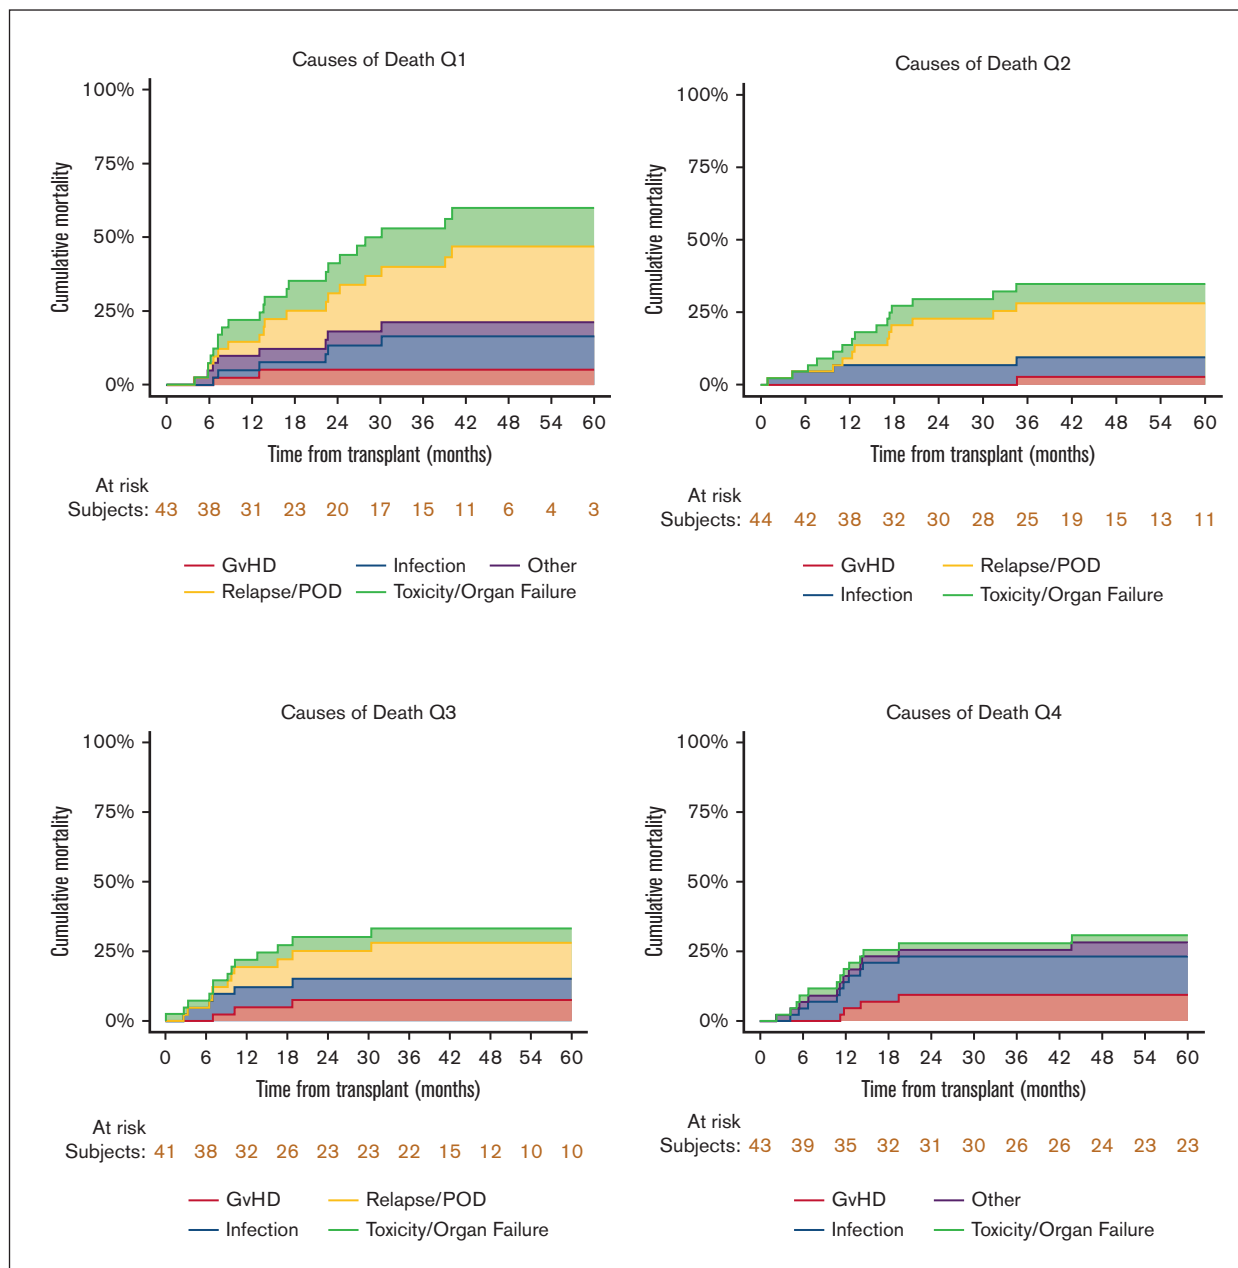 Causes of Death Q1
100%
75%
50%
25%
0%
Cumulative mortality
0 6 12 18 24 30 36 42 48 54 60
Time from transplant (months)
At risk
Subjects: 43 38 31 23 20 17 15 11 6 4 3
GvHD Infection Other
Relapse/POD Toxicity/Organ Failure
Causes of Death Q2
100%
75%
50%
25%
0%
Cumulative mortality
0 6 12 18 24 30 36 42 48 54 60
Time from transplant (months)
At risk
Subjects: 44 42 38 32 30 28 25 19 15 13 11
GvHD Relapse/POD
Infection Toxicity/Organ Failure
Causes of Death Q3
100%
75%
50%
25%
0%
Cumulative mortality
0 6 12 18 24 30 36 42 48 54 60
Time from transplant (months)
At risk
Subjects: 41 38 32 26 23 23 22 15 12 10 10
GvHD Relapse/POD
Infection Toxicity/Organ Failure
Causes of Death Q4
100%
75%
50%
25%
0%
Cumulative mortality
0 6 12 18 24 30 36 42 48 54 60
Time from transplant (months)
At risk
Subjects: 43 39 35 32 31 30 26 26 24 23 23
GvHD Other
Infection Toxicity/Organ Failure